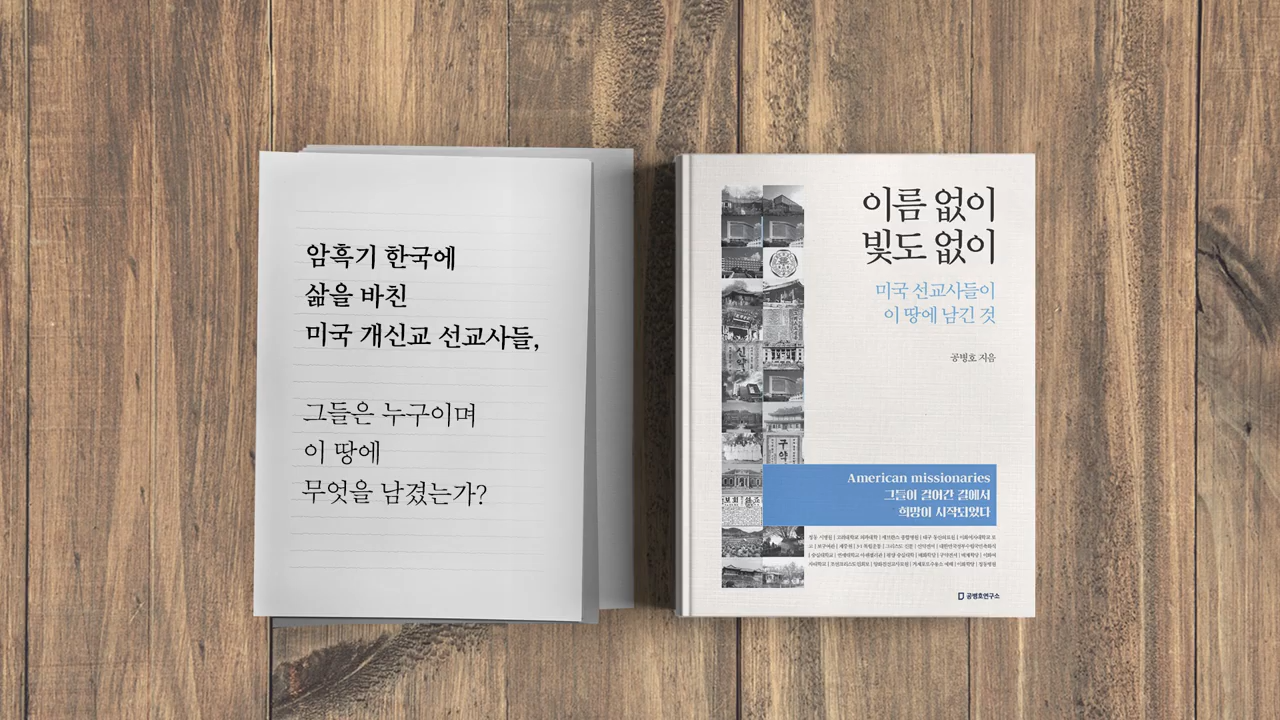 암흑기 한국에
삶을 바친
미국 개신교 선교사들,
그들은 누구이며
이 땅에
무엇을 남겼는가?
이름 없이
빛도 없이
미국 선교사들이
이 땅에 남긴 것
공병호 지음
신약
구약
American missionaries
그들이 걸어간 길에서
희망이 시작되었다
공병호연구소